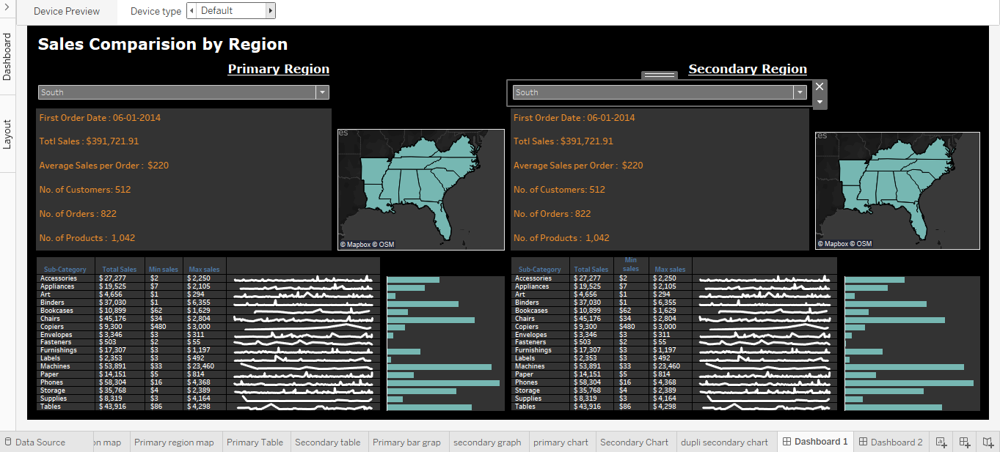 Device Preview Device type Default
Dashboard
Layout
Sales Comparision by Region
Primary Region
Secondary Region
South
South
First Order Date : 06-01-2014
Totl Sales : $391,721.91
Average Sales per Order : $220
No. of Customers: 512
No. of Orders : 822
No. of Products : 1,042
es
© Mapbox © OSM
First Order Date : 06-01-2014
Totl Sales : $391,721.91
Average Sales per Order : $220
No. of Customers: 512
No. of Orders : 822
No. of Products : 1,042
es
© Mapbox © OSM
Sub-Category Total Sales Min sales Max sales
Accessories $ 27,277 $2 $ 2,250
Appliances $ 19,525 $7 $ 2,105
Art $ 4,656 $1 $ 294
Binders $ 37,030 $1 $ 6,355
Bookcases $ 10,899 $62 $ 1,629
Chairs $ 45,176 $34 $ 2,804
Copiers $ 9,300 $480 $ 3,000
Envelopes $ 3,346 $3 $ 311
Fasteners $ 503 $2 $ 55
Furnishings $ 17,307 $3 $ 1,197
Labels $ 2,353 $3 $ 492
Machines $ 53,891 $33 $ 23,460
Paper $ 14,151 $5 $ 814
Phones $ 58,304 $16 $ 4,368
Storage $ 35,768 $4 $ 2,389
Supplies $ 8,319 $3 $ 4,164
Tables $ 43,916 $86 $ 4,298
Min
Sub-Category Total Sales sales Max sales
Accessories $ 27,277 $2 $ 2,250
Appliances $ 19,525 $7 $ 2,105
Art $ 4,656 $1 $ 294
Binders $ 37,030 $1 $ 6,355
Bookcases $ 10,899 $62 $ 1,629
Chairs $ 45,176 $34 $ 2,804
Copiers $ 9,300 $480 $ 3,000
Envelopes $ 3,346 $3 $ 311
Fasteners $ 503 $2 $ 55
Furnishings $ 17,307 $3 $ 1,197
Labels $ 2,353 $3 $ 492
Machines $ 53,891 $33 $ 23,460
Paper $ 14,151 $5 $ 814
Phones $ 58,304 $16 $ 4,368
Storage $ 35,768 $4 $ 2,389
Supplies $ 8,319 $3 $ 4,164
Tables $ 43,916 $86 $ 4,298
Data Source on map Primary region map Primary Table Secondary table Primary bar grap secondary graph primary chart Secondary Chart dupli secondary chart Dashboard 1 Dashboard 2